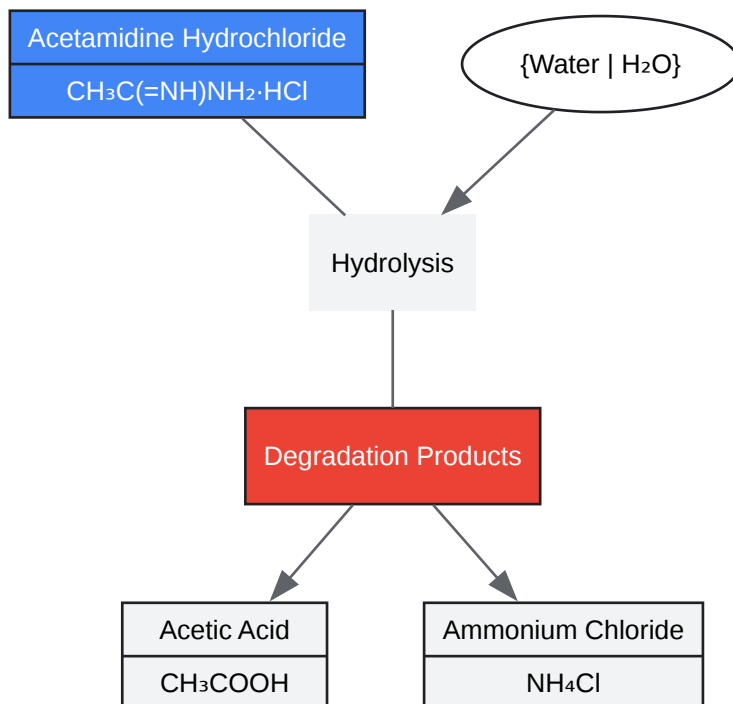 Acetamidine Hydrochloride
CH₃C(=NH)NH₂·HCl
{Water | H₂O}
Hydrolysis
Degradation Products
Acetic Acid
CH₃COOH
Ammonium Chloride
NH₄Cl